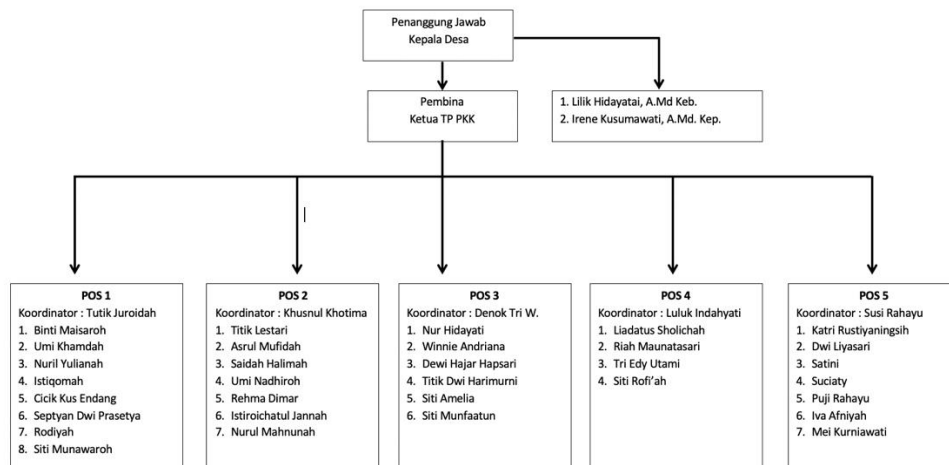 Penanggung Jawab
Kepala Desa
Pembina
Ketua TP PKK
1. Lilik Hidayatai, A.Md Keb.
2. Irene Kusumawati, A.Md. Kep.
POS 1
Koordinator : Tutik Juroidah
1. Binti Maisaroh
2. Umi Khamdah
3. Nuril Yulianah
4. Istiqomah
5. Cicik Kus Endang
6. Septyan Dwi Prasetya
7. Rodiyah
8. Siti Munawaroh
POS 2
Koordinator : Khusnul Khotima
1. Titik Lestari
2. Asrul Mufidah
3. Saidah Halimah
4. Umi Nadhiroh
5. Rehma Dimar
6. Istiroichatul Jannah
7. Nurul Mahnunah
POS 3
Koordinator : Denok Tri W.
1. Nur Hidayati
2. Winnie Andriana
3. Dewi Hajar Hapsari
4. Titik Dwi Harimurni
5. Siti Amelia
6. Siti Munfaatun
POS 4
Koordinator : Luluk Indahyati
1. Liadatus Sholichah
2. Riah Maunatasari
3. Tri Edy Utami
4. Siti Rofi’ah
POS 5
Koordinator : Susi Rahayu
1. Katri Rustiyaningsih
2. Dwi Liyasari
3. Satini
4. Suciaty
5. Puji Rahayu
6. Iva Afniyah
7. Mei Kurniawati